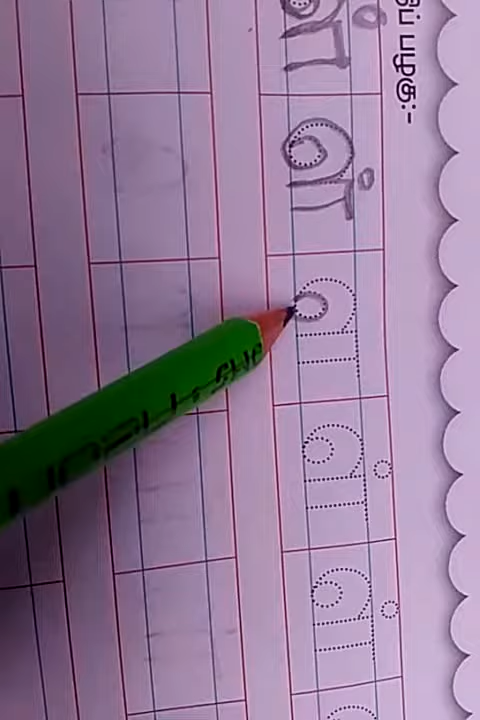 ப் பழகு:-
ள் ள் ள ள் ள்